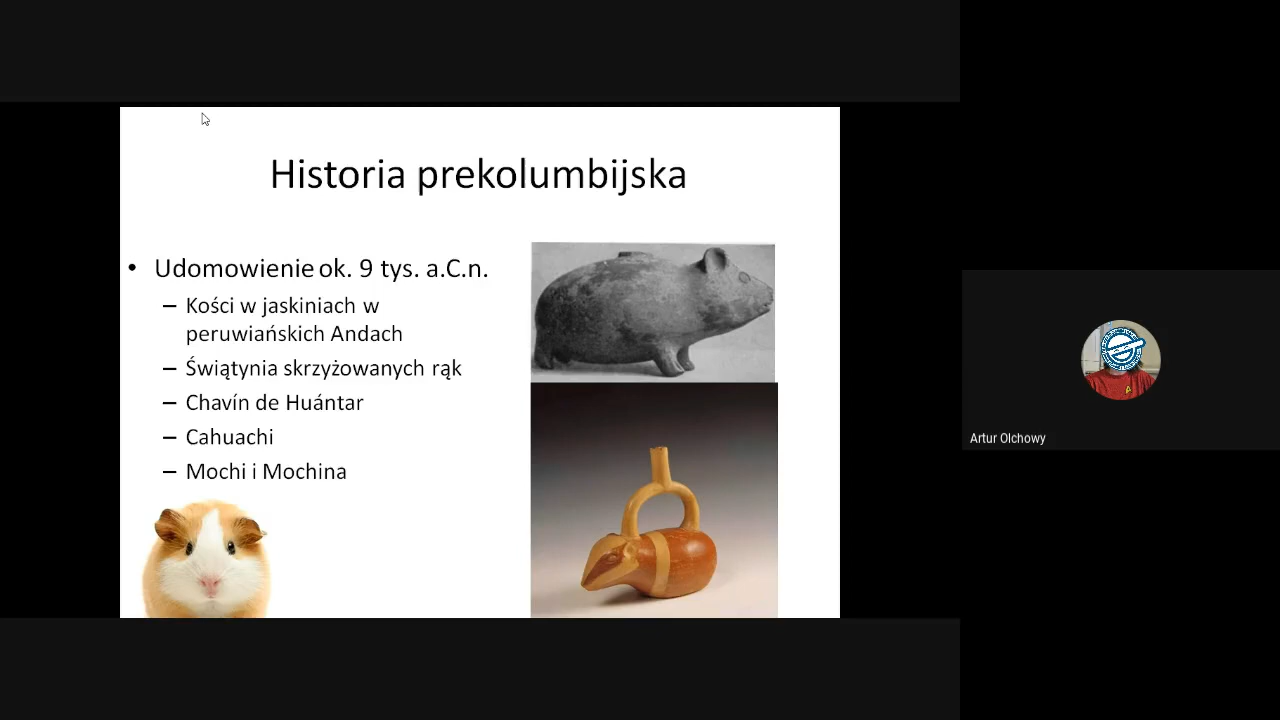 Historia prekolumbijska
• Udomowienie ok. 9 tys. a.C.n.
– Kości w jaskiniach w
peruwiańskich Andach
– Świątynia skrzyżowanych rąk
– Chavín de Huántar
– Cahuachi
– Mochi i Mochina
Artur Olchowy